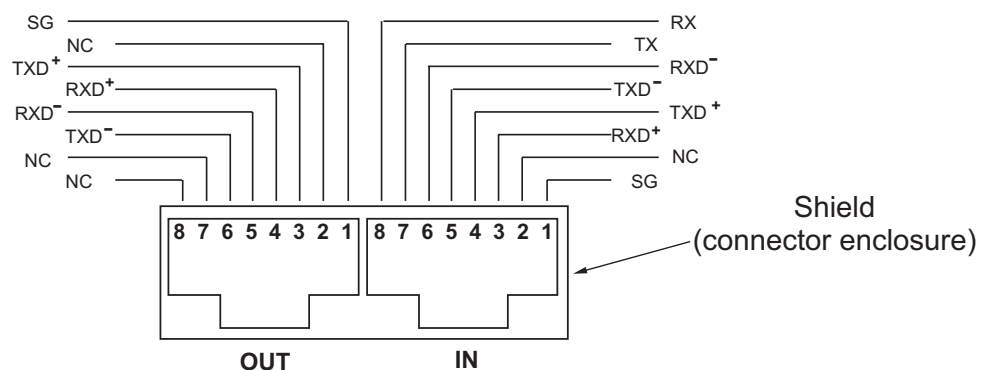 SG
NC
TXD+
RXD+
RXD-
TXD-
NC
NC
RX
TX
RXD-
TXD-
TXD +
RXD+
NC
SG
Shield
(connector enclosure)
8 7 6 5 4 3 2 1 8 7 6 5 4 3 2 1
OUT IN